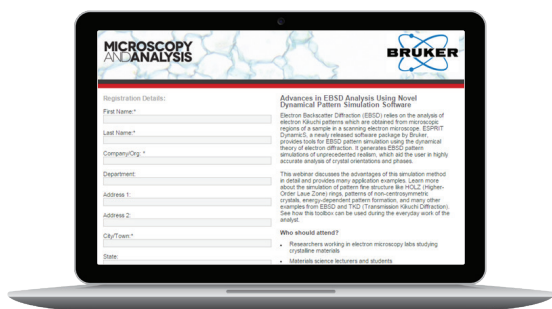 MICROSCOPY
ANDANALYSIS
BRUKER
Registration Details:
First Name:*
Last Name:*
Company/Org: *
Department:
Address 1:
Address 2:
City/Town:*
State:
Advances in EBSD Analysis Using Novel
Dynamical Pattern Simulation Software
Electron Backscatter Diffraction (EBSD) relies on the analysis of
electron Kikuchi patterns which are obtained from microscopic
regions of a sample in a scanning electron microscope. ESPRIT
DynamicS, a newly released software package by Bruker,
provides tools for EBSD pattern simulation using the dynamical
theory of electron diffraction. It generates EBSD pattern
simulations of unprecedented realism, which aid the user in highly
accurate analysis of crystal orientations and phases.
This webinar discusses the advantages of this simulation method
in detail and provides many application examples. Learn more
about the simulation of pattern fine structure like HOLZ (Higher-
Order Laue Zone) rings, patterns of non-centrosymmetric
crystals, energy-dependent pattern formation, and many other
examples from EBSD and TKD (Transmission Kikuchi Diffraction).
See how this toolbox can be used during the everyday work of the
analyst.
Who should attend?
• Researchers working in electron microscopy labs studying
crystalline materials
• Materials science lecturers and students